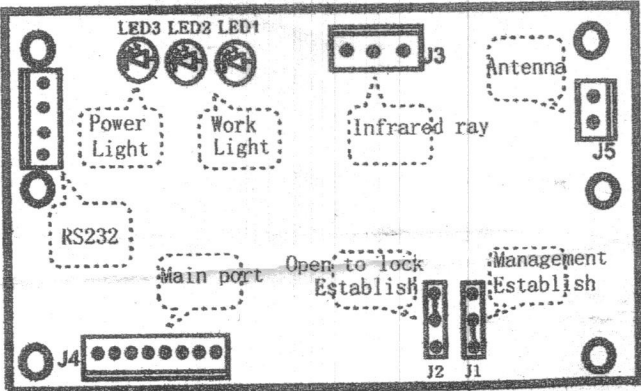 LED3 LED2 LED1
J3
Antenna
Power
Light
Work
Light
Infrared ray
J5
RS232
Main port
Open to lock
Establish
Management
Establish
J4
J2
J1